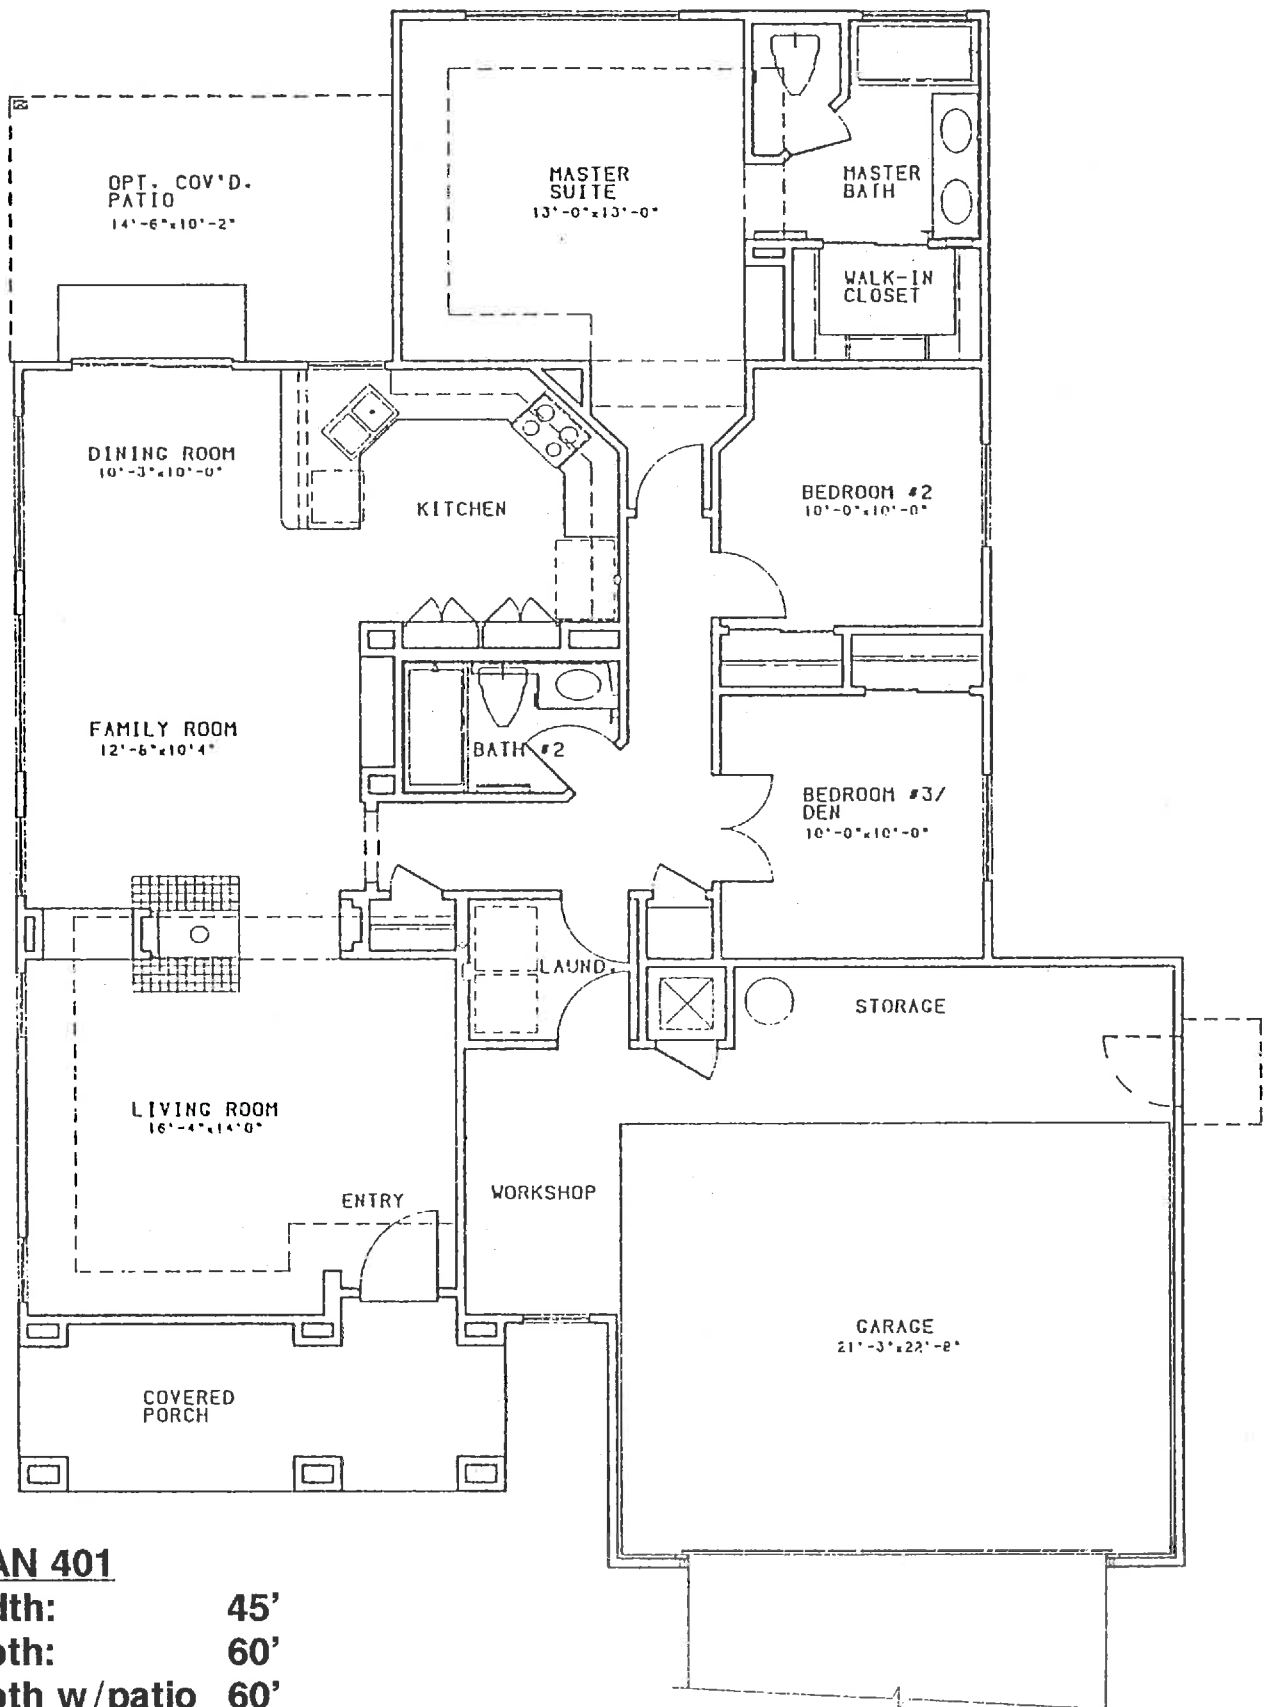 OPT. COV'D.
PATIO
14'-6"x10'-2"
MASTER
SUITE
13'-0"x13'-0"
MASTER
BATH
WALK-IN
CLOSET
DINING ROOM
10'-3"x10'-0"
KITCHEN
BEDROOM #2
10'-0"x10'-0"
FAMILY ROOM
12'-6"x10'4"
BATH #2
BEDROOM #3/
DEN
10'-0"x10'-0"
LAUND.
STORAGE
LIVING ROOM
16'-4"x14'0"
ENTRY
WORKSHOP
GARAGE
21'-3"x22'-8"
COVERED
PORCH
AN 401
dth: 45'
pth: 60'
pth w/patio 60'